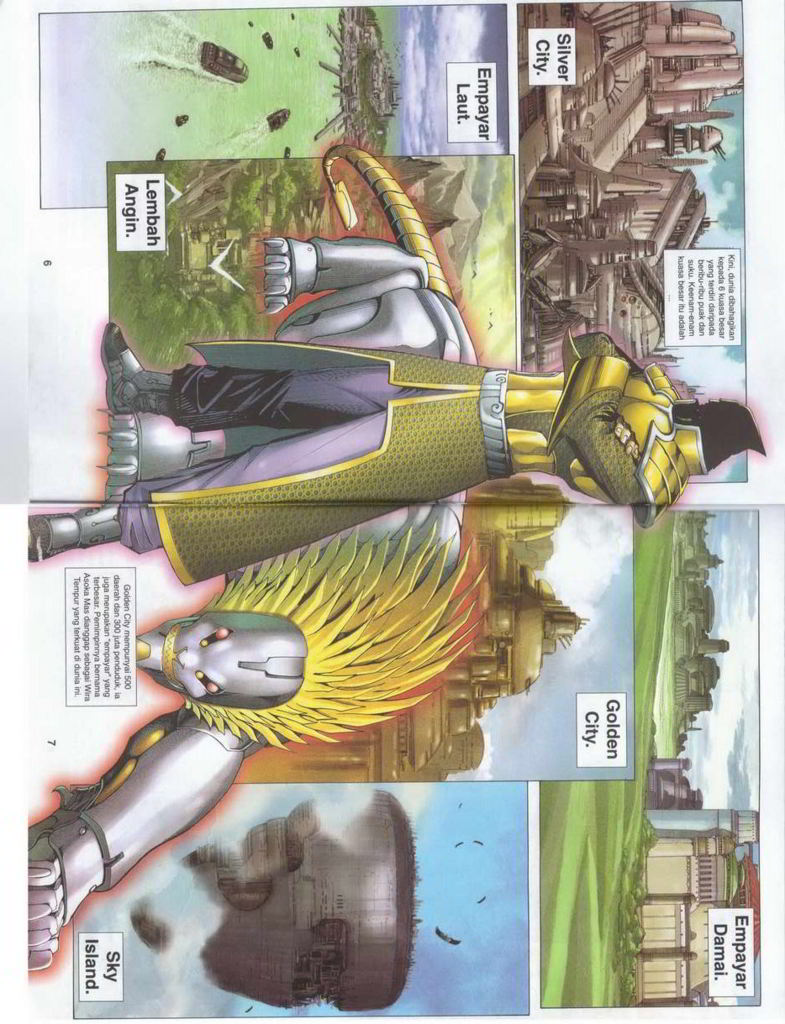 Kini, dunia dibahagikan
kepada 6 kuasa besar
yang terdiri daripada
beribu-ribu puak dan
suku. Keenam-enam
kuasa besar itu adalah
...
Silver
City.
Empayar
Laut.
Lembah
Angin.
6
Empayar
Damai.
Golden
City.
Sky
Island.
Golden City mempunyai 500
daerah dsn 300 juta penduduk, ia
juga merupakan "empayar" yang
terbesar. Pemimpinnya bernama
Asoka Mas dianggap sebagai Wira
Tempur yang terkuat di dunia ini.
7